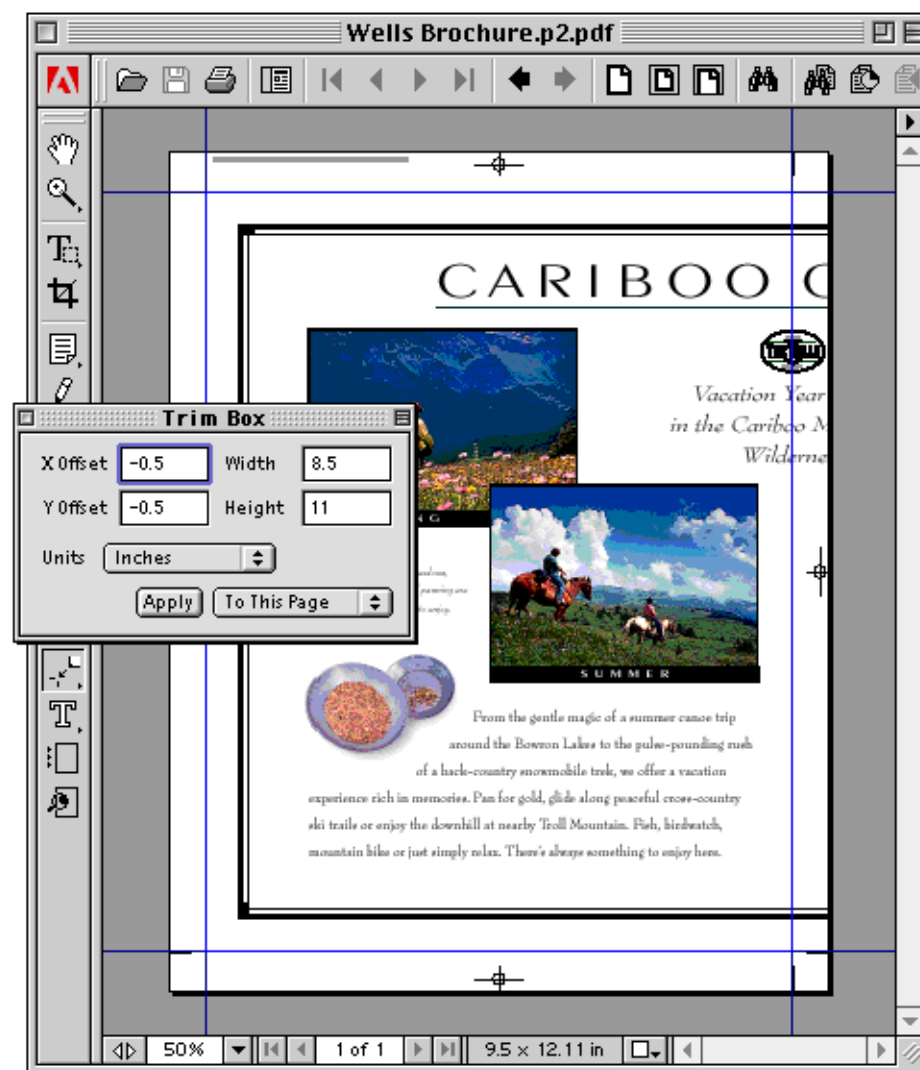 Wells Brochure.p2.pdf
CARIBOO C
Vacation Year
in the Cariboo M
Wilderne
Trim Box
X Offset -0.5 Width 8.5
Y Offset -0.5 Height 11
Units Inches
Apply To This Page
NG
SUMMER
From the gentle magic of a summer canoe trip
around the Bowron Lakes to the pulse-pounding rush
of a back-country snowmobile trek, we offer a vacation
experience rich in memories. Pan for gold, glide along peaceful cross-country
ski trails or enjoy the downhill at nearby Troll Mountain. Fish, birdwatch,
mountain bike or just simply relax. There's always something to enjoy here.
50% 1 of 1 9.5 x 12.11 in